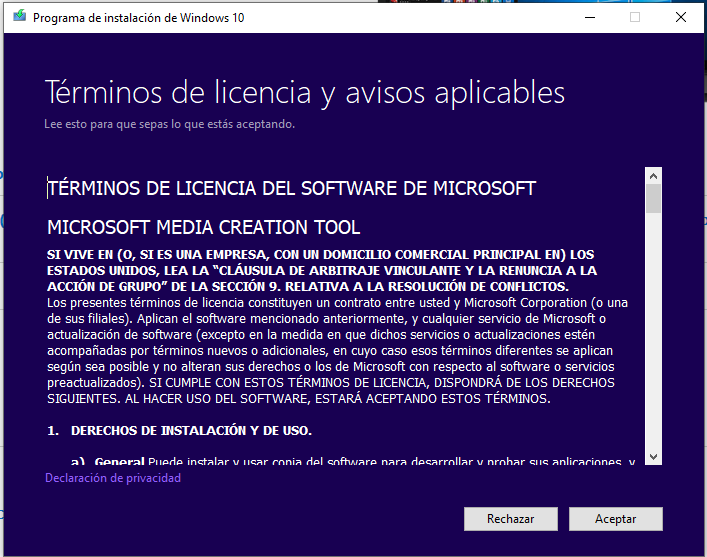 Programa de instalación de Windows 10
Términos de licencia y avisos aplicables
Lee esto para que sepas lo que estás aceptando.
TÉRMINOS DE LICENCIA DEL SOFTWARE DE MICROSOFT
MICROSOFT MEDIA CREATION TOOL
SI VIVE EN (O, SI ES UNA EMPRESA, CON UN DOMICILIO COMERCIAL PRINCIPAL EN) LOS
ESTADOS UNIDOS, LEA LA “CLÁUSULA DE ARBITRAJE VINCULANTE Y LA RENUNCIA A LA
ACCIÓN DE GRUPO” DE LA SECCIÓN 9. RELATIVA A LA RESOLUCIÓN DE CONFLICTOS.
Los presentes términos de licencia constituyen un contrato entre usted y Microsoft Corporation (o una
de sus filiales). Aplican el software mencionado anteriormente, y cualquier servicio de Microsoft o
actualización de software (excepto en la medida en que dichos servicios o actualizaciones estén
acompañadas por términos nuevos o adicionales, en cuyo caso esos términos diferentes se aplican
según sea posible y no alteran sus derechos o los de Microsoft con respecto al software o servicios
preactualizados). SI CUMPLE CON ESTOS TÉRMINOS DE LICENCIA, DISPONDRÁ DE LOS DERECHOS
SIGUIENTES. AL HACER USO DEL SOFTWARE, ESTARÁ ACEPTANDO ESTOS TÉRMINOS.
1. DERECHOS DE INSTALACIÓN Y DE USO.
a) General Puede instalar y usar copia del software para desarrollar y probar sus aplicaciones, y
Declaración de privacidad
Rechazar
Aceptar